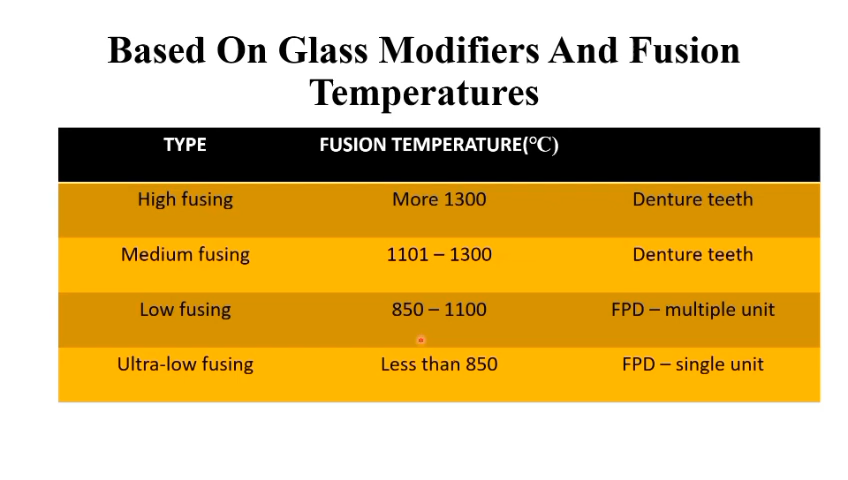 Based On Glass Modifiers And Fusion
Temperatures
TYPE FUSION TEMPERATURE(°C)
High fusing More 1300 Denture teeth
Medium fusing 1101 – 1300 Denture teeth
Low fusing 850 – 1100 FPD – multiple unit
Ultra-low fusing Less than 850 FPD – single unit